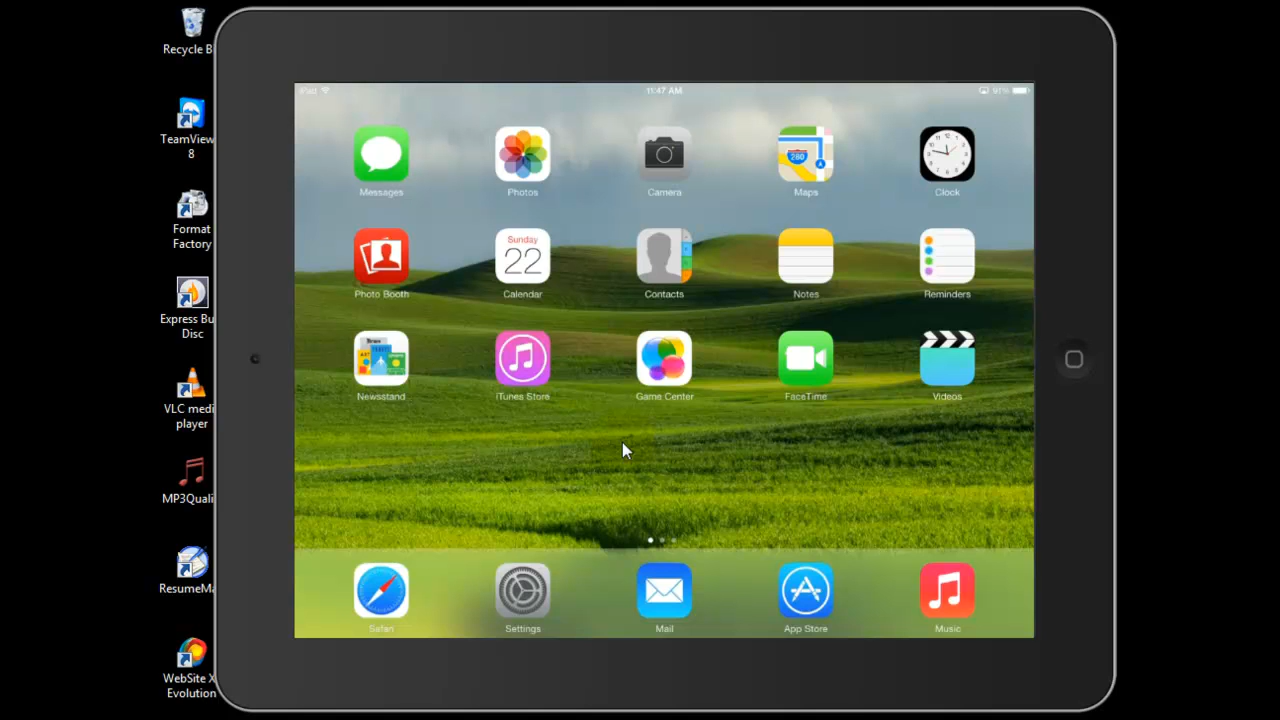 Recycle B
TeamView
8
Format
Factory
Express Bu
Disc
VLC medi
player
MP3Quali
ResumeMa
WebSite X
Evolution
iPad
11:47 AM
91%
Messages
Photos
280
Maps
Camera
12
Clock
Photo Booth
Sunday
22
Calendar
Contacts
Notes
Reminders
Newsstand
iTunes Store
Game Center
FaceTime
Videos
Safari
Settings
Mail
App Store
Music